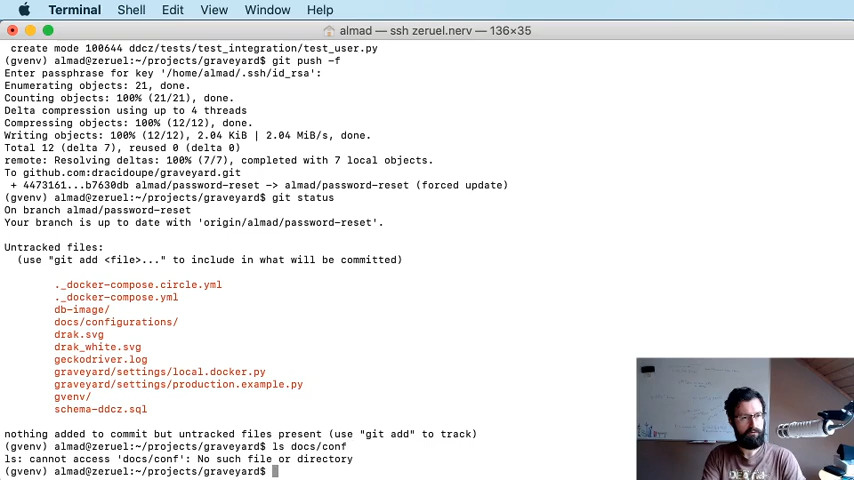 Terminal Shell Edit View Window Help
almad — ssh zeruel.nerv — 136×35
create mode 100644 ddcz/tests/test_integration/test_user.py
(gvenv) almad@zeruel:~/projects/graveyard$ git push -f
Enter passphrase for key '/home/almad/.ssh/id_rsa':
Enumerating objects: 21, done.
Counting objects: 100% (21/21), done.
Delta compression using up to 4 threads
Compressing objects: 100% (12/12), done.
Writing objects: 100% (12/12), 2.04 KiB | 2.04 MiB/s, done.
Total 12 (delta 7), reused 0 (delta 0)
remote: Resolving deltas: 100% (7/7), completed with 7 local objects.
To github.com:dracidoupe/graveyard.git
+ 4473161...b7630db almad/password-reset -> almad/password-reset (forced update)
(gvenv) almad@zeruel:~/projects/graveyard$ git status
On branch almad/password-reset
Your branch is up to date with 'origin/almad/password-reset'.
Untracked files:
(use "git add <file>..." to include in what will be committed)
._docker-compose.circle.yml
._docker-compose.yml
db-image/
docs/configurations/
drak.svg
drak_white.svg
geckodriver.log
graveyard/settings/local.docker.py
graveyard/settings/production.example.py
gvenv/
schema-ddcz.sql
nothing added to commit but untracked files present (use "git add" to track)
(gvenv) almad@zeruel:~/projects/graveyard$ ls docs/conf
ls: cannot access 'docs/conf': No such file or directory
(gvenv) almad@zeruel:~/projects/graveyard$